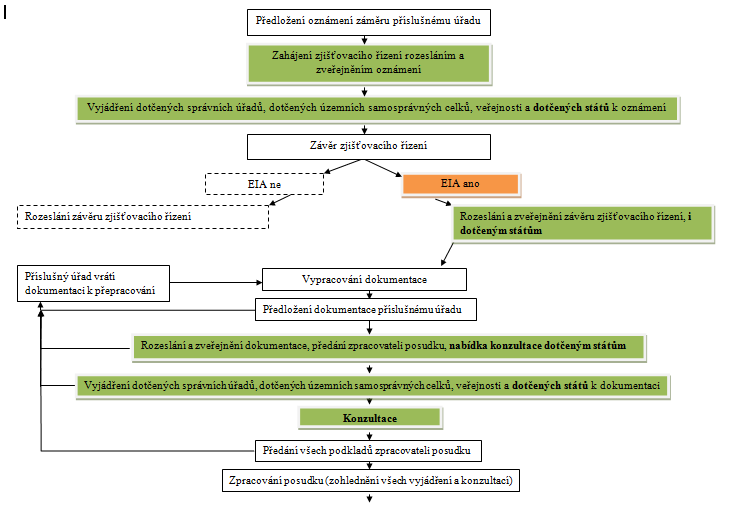 Předložení oznámení záměru příslušnému úřadu
Zahájení zjišťovacího řízení rozesláním a
zveřejněním oznámení
Vyjádření dotčených správních úřadů, dotčených územních samosprávných celků, veřejnosti a dotčených států k oznámení
Závěr zjišťovacího řízení
EIA ne
EIA ano
Rozeslání závěru zjišťovacího řízení
Rozeslání a zveřejnění závěru zjišťovacího řízení, i
dotčeným státům
Příslušný úřad vrátí
dokumentaci k přepracování
Vypracování dokumentace
Předložení dokumentace příslušnému úřadu
Rozeslání a zveřejnění dokumentace, předání zpracovateli posudku, nabídka konzultace dotčeným státům
Vyjádření dotčených správních úřadů, dotčených územních samosprávných celků, veřejnosti a dotčených států k dokumentaci
Konzultace
Předání všech podkladů zpracovateli posudku
Zpracování posudku (zohlednění všech vyjádření a konzultací)